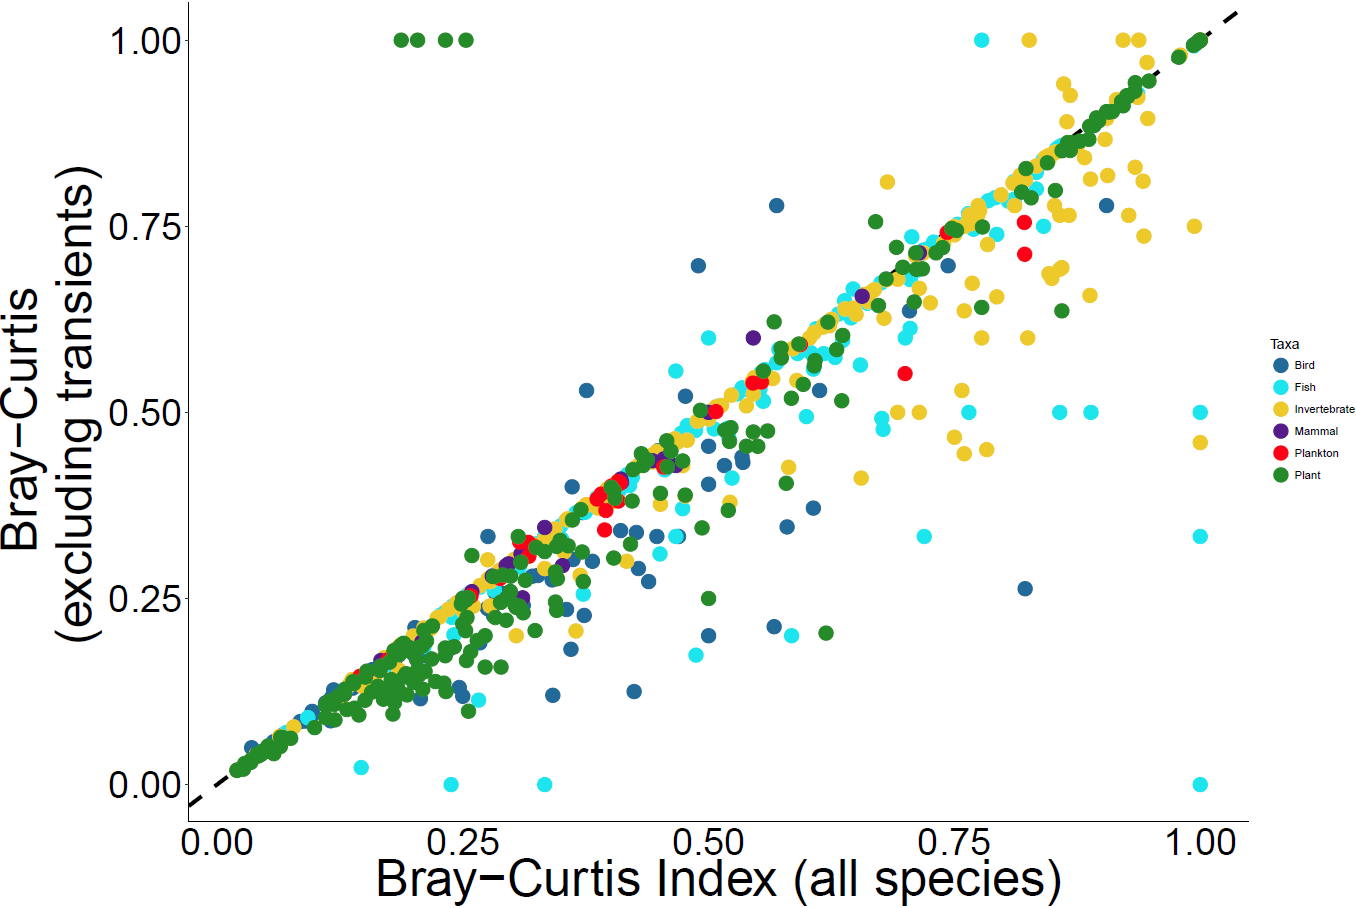 Bray−Curtis
(excluding transients)
1.00
0.75
0.50
0.25
0.00
0.00 0.25 0.50 0.75 1.00
Bray−Curtis Index (all species)
Taxa
Bird
Fish
Invertebrate
Mammal
Plankton
Plant